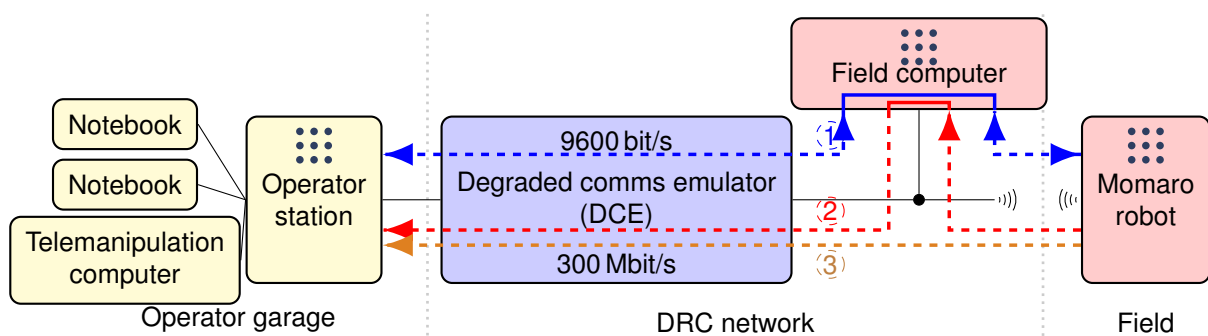 Field computer
Notebook
Notebook
Telemanipulation
computer
Operator
station
9600 bit/s
Degraded comms emulator
(DCE)
300 Mbit/s
1
2
3
Momaro
robot
Operator garage
DRC network
Field